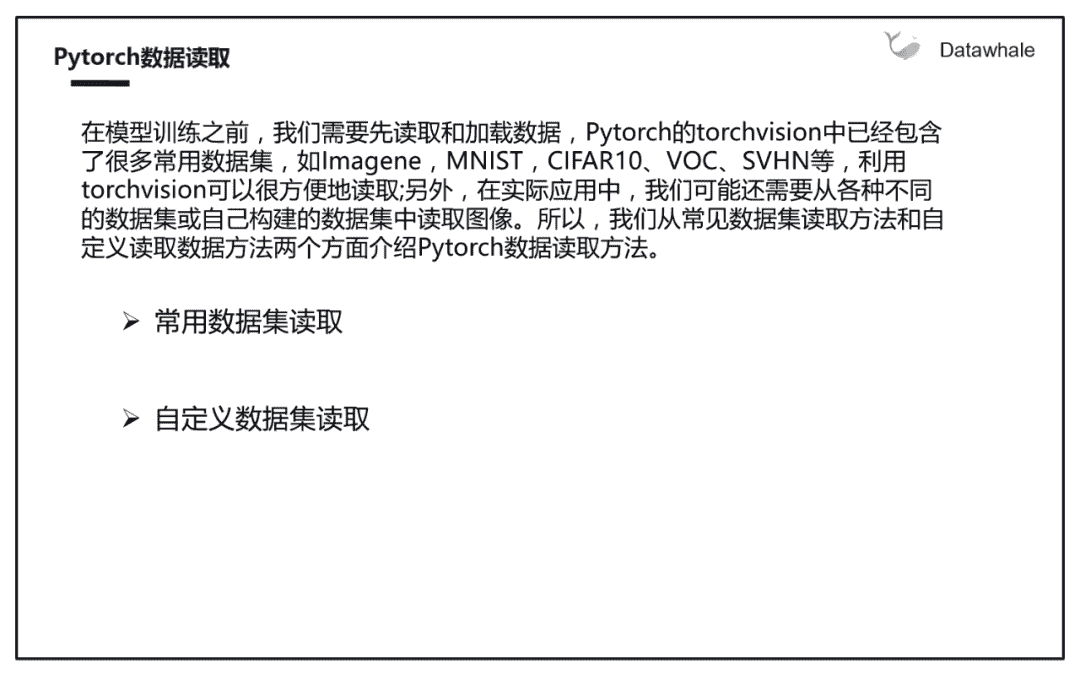 Pytorch数据读取
Datawhale
在模型训练之前，我们需要先读取和加载数据，Pytorch的torchvision中已经包含
了很多常用数据集，如Imagene，MNIST，CIFAR10、VOC、SVHN等，利用
torchvision可以很方便地读取;另外，在实际应用中，我们可能还需要从各种不同
的数据集或自己构建的数据集中读取图像。所以，我们从常见数据集读取方法和自
定义读取数据方法两个方面介绍Pytorch数据读取方法。
➢ 常用数据集读取
➢ 自定义数据集读取